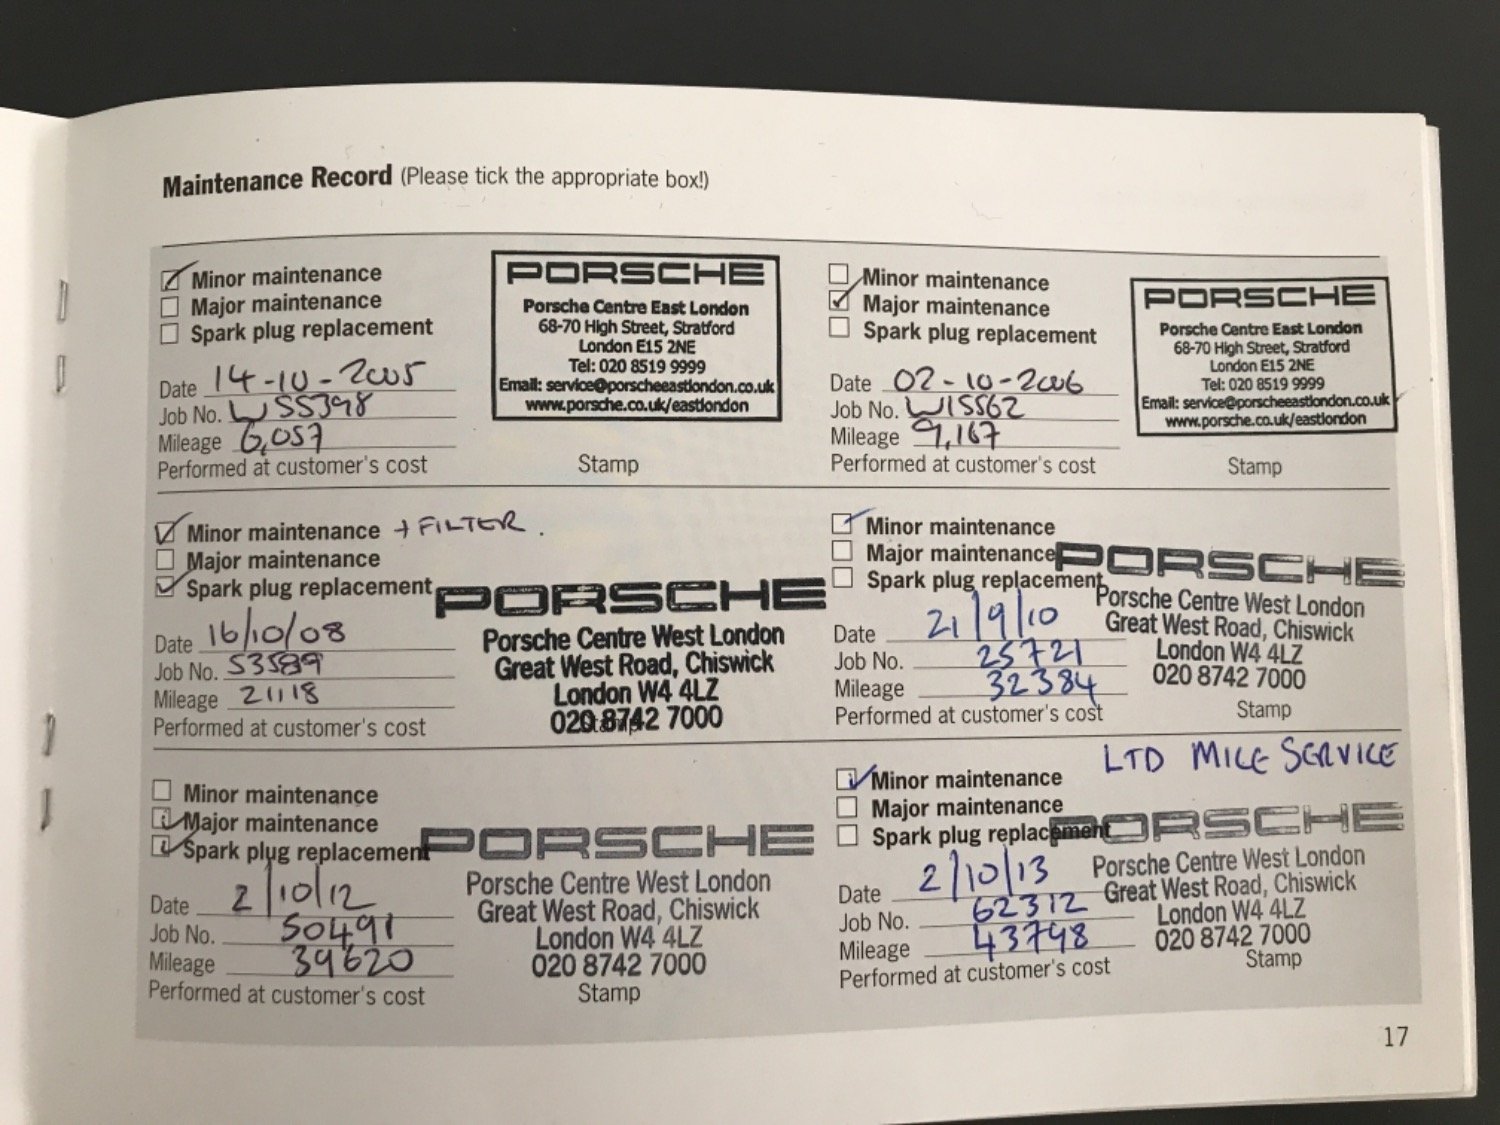 Maintenance Record (Please tick the appropriate box!)
Minor maintenance
Major maintenance
Spark plug replacement
Date 14-10-2005
Job No. WSS398
Mileage 6,057
Performed at customer's cost
PORSCHE
Porsche Centre East London
68-70 High Street, Stratford
London E15 2NE
Tel: 020 8519 9999
Email: service@porscheeastlondon.co.uk
www.porsche.co.uk/eastlondon
Stamp
Minor maintenance
Major maintenance
Spark plug replacement
Date 02-10-2006
Job No. W15562
Mileage 9,167
Performed at customer's cost
PORSCHE
Porsche Centre East London
68-70 High Street, Stratford
London E15 2NE
Tel: 020 8519 9999
Email: service@porscheeastlondon.co.uk
www.porsche.co.uk/eastlondon
Stamp
Minor maintenance + FILTER.
Major maintenance
Spark plug replacement
Date 16/10/08
Job No. 53589
Mileage 21118
Performed at customer's cost
PORSCHE
Porsche Centre West London
Great West Road, Chiswick
London W4 4LZ
020 8742 7000
Stamp
Minor maintenance
Major maintenance
Spark plug replacement
Date 21/9/10
Job No. 25721
Mileage 32384
Performed at customer's cost
PORSCHE
Porsche Centre West London
Great West Road, Chiswick
London W4 4LZ
020 8742 7000
Stamp
Minor maintenance
Major maintenance
Spark plug replacement
Date 2/10/12
Job No. 50491
Mileage 39620
Performed at customer's cost
PORSCHE
Porsche Centre West London
Great West Road, Chiswick
London W4 4LZ
020 8742 7000
Stamp
LTD MILE SERVICE
Minor maintenance
Major maintenance
Spark plug replacement
Date 2/10/13
Job No. 62312
Mileage 43798
Performed at customer's cost
PORSCHE
Porsche Centre West London
Great West Road, Chiswick
London W4 4LZ
020 8742 7000
Stamp
17